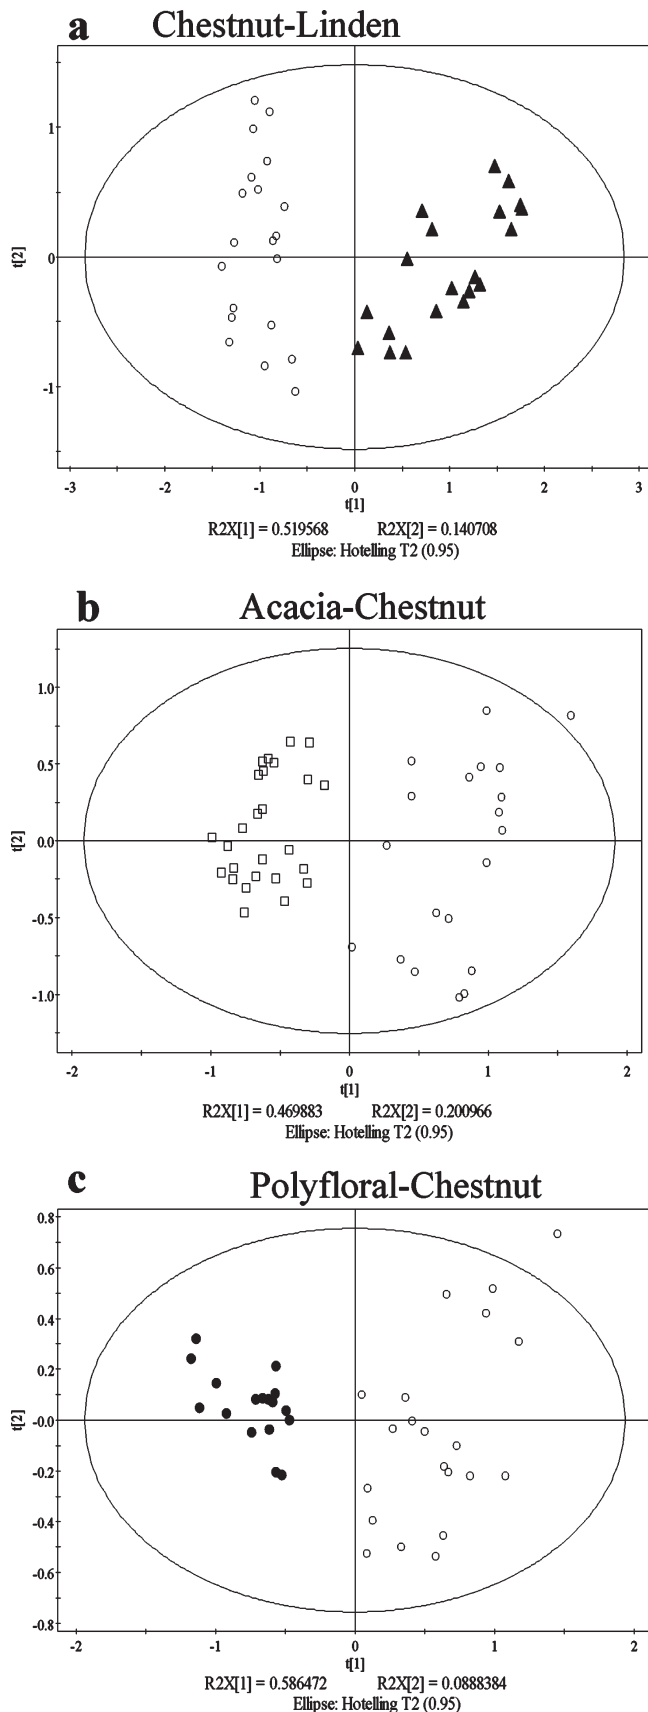 a Chestnut-Linden
1
0
-1
t[2]
-3 -2 -1 0 1 2 3
t[1]
R2X[1] = 0.519568 R2X[2] = 0.140708
Ellipse: Hotelling T2 (0.95)
b Acacia-Chestnut
1.0
0.5
0.0
-0.5
-1.0
t[2]
-2 -1 0 1 2
t[1]
R2X[1] = 0.469883 R2X[2] = 0.200966
Ellipse: Hotelling T2 (0.95)
c Polyfloral-Chestnut
0.8
0.6
0.4
0.2
-0.0
-0.2
-0.4
-0.6
-0.8
t[2]
-2 -1 0 1 2
t[1]
R2X[1] = 0.586472 R2X[2] = 0.0888384
Ellipse: Hotelling T2 (0.95)